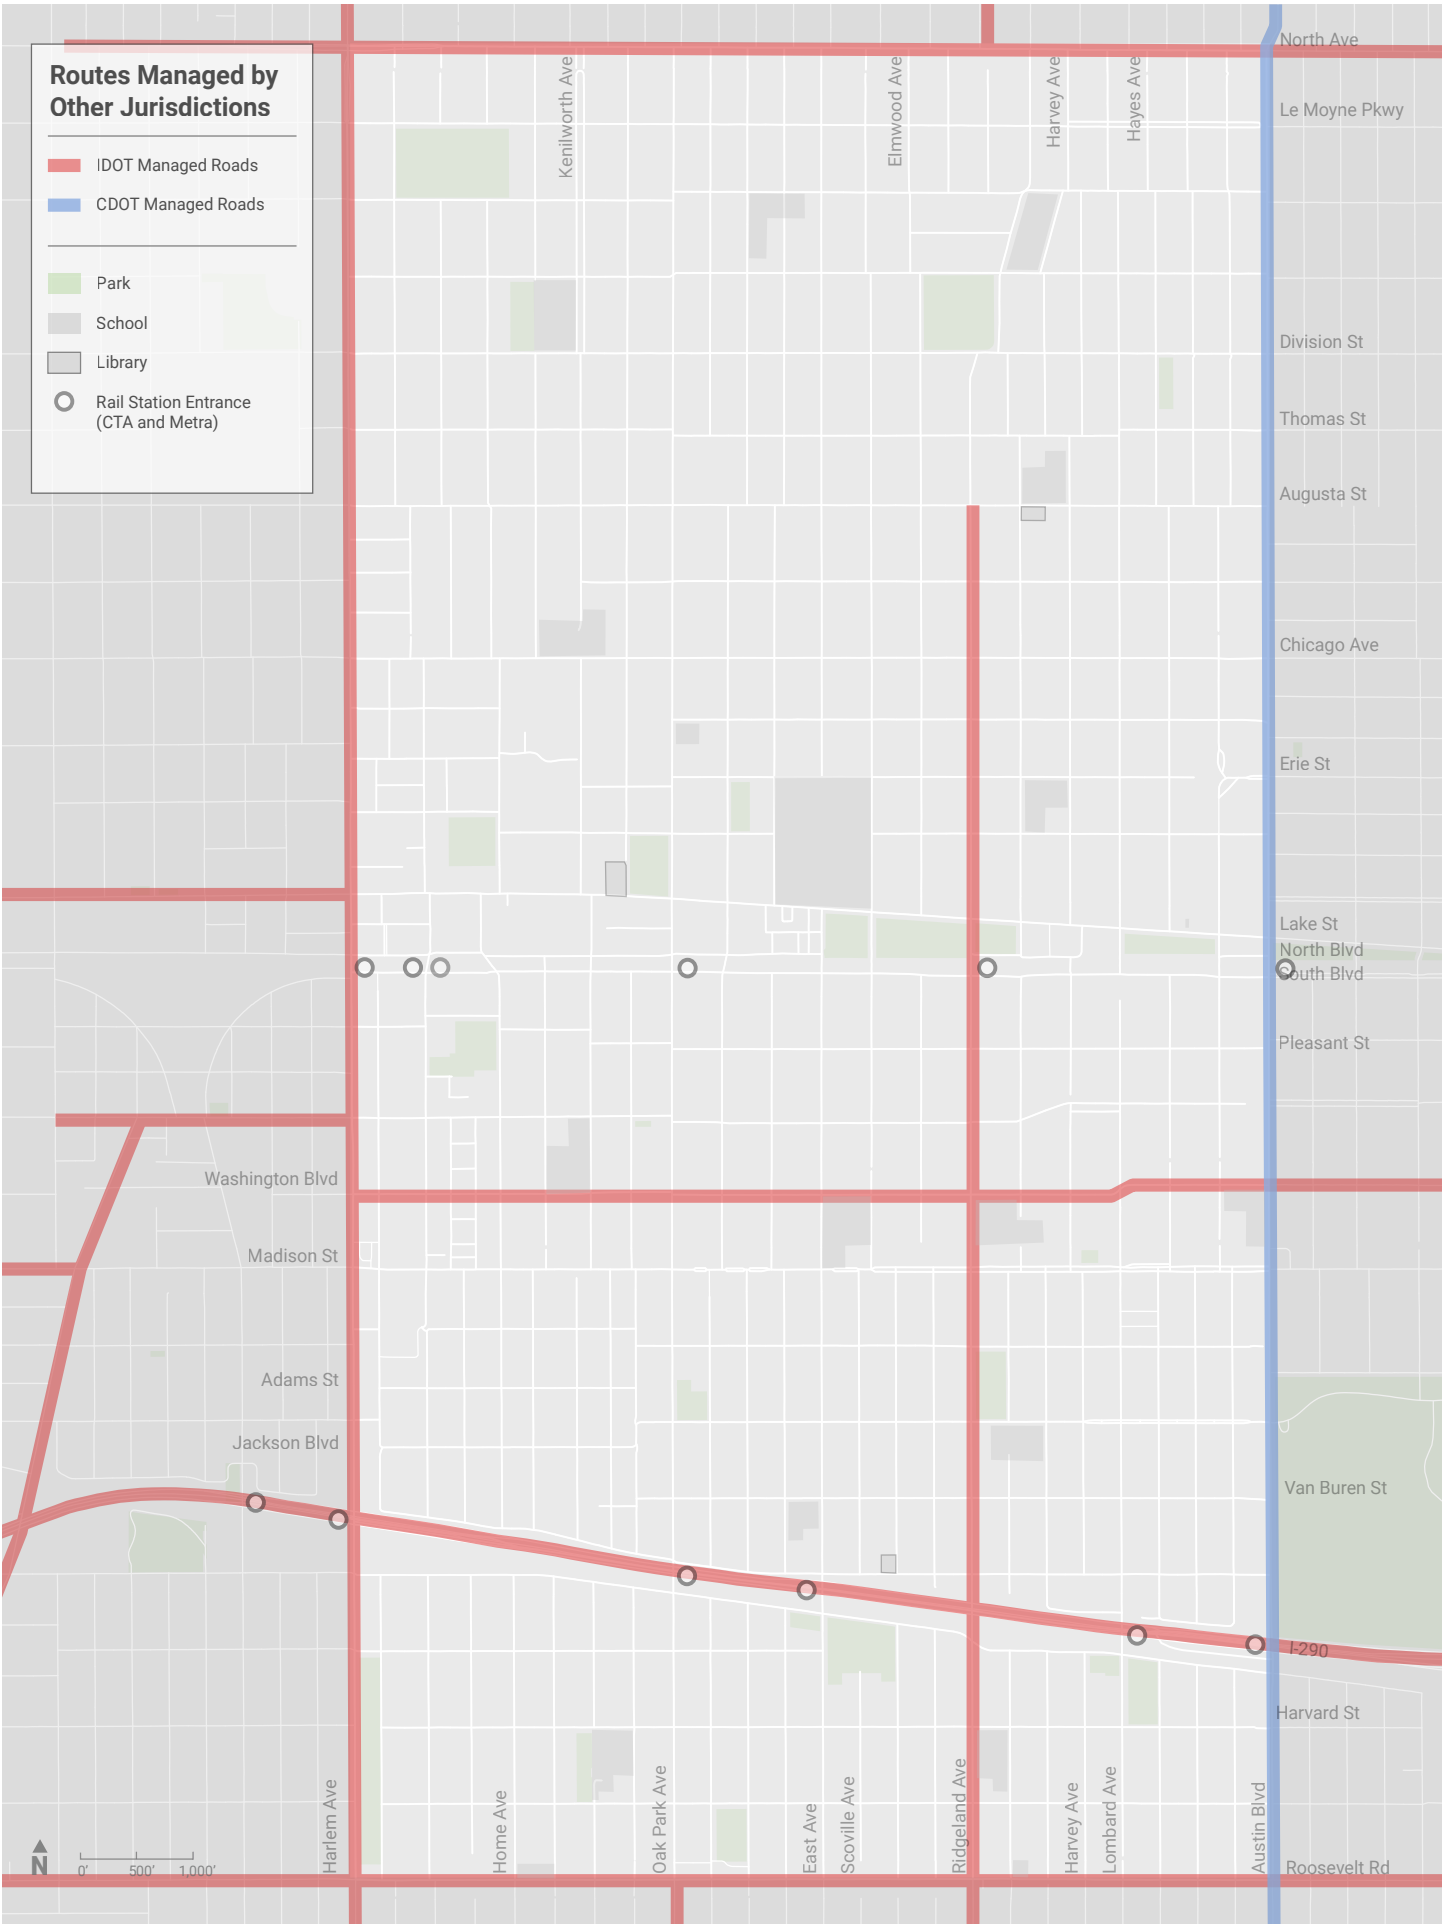 Routes Managed by
Other Jurisdictions
IDOT Managed Roads
CDOT Managed Roads
Park
School
Library
Rail Station Entrance
(CTA and Metra)
Kenilworth Ave
Elmwood Ave
Harvey Ave
Hayes Ave
North Ave
Le Moyne Pkwy
Division St
Thomas St
Augusta St
Chicago Ave
Erie St
Lake St
North Blvd
South Blvd
Pleasant St
Washington Blvd
Madison St
Adams St
Jackson Blvd
Van Buren St
I-290
Harvard St
Harlem Ave
Home Ave
Oak Park Ave
East Ave
Scoville Ave
Ridgeland Ave
Harvey Ave
Lombard Ave
Austin Blvd
Roosevelt Rd
N
0' 500' 1,000'